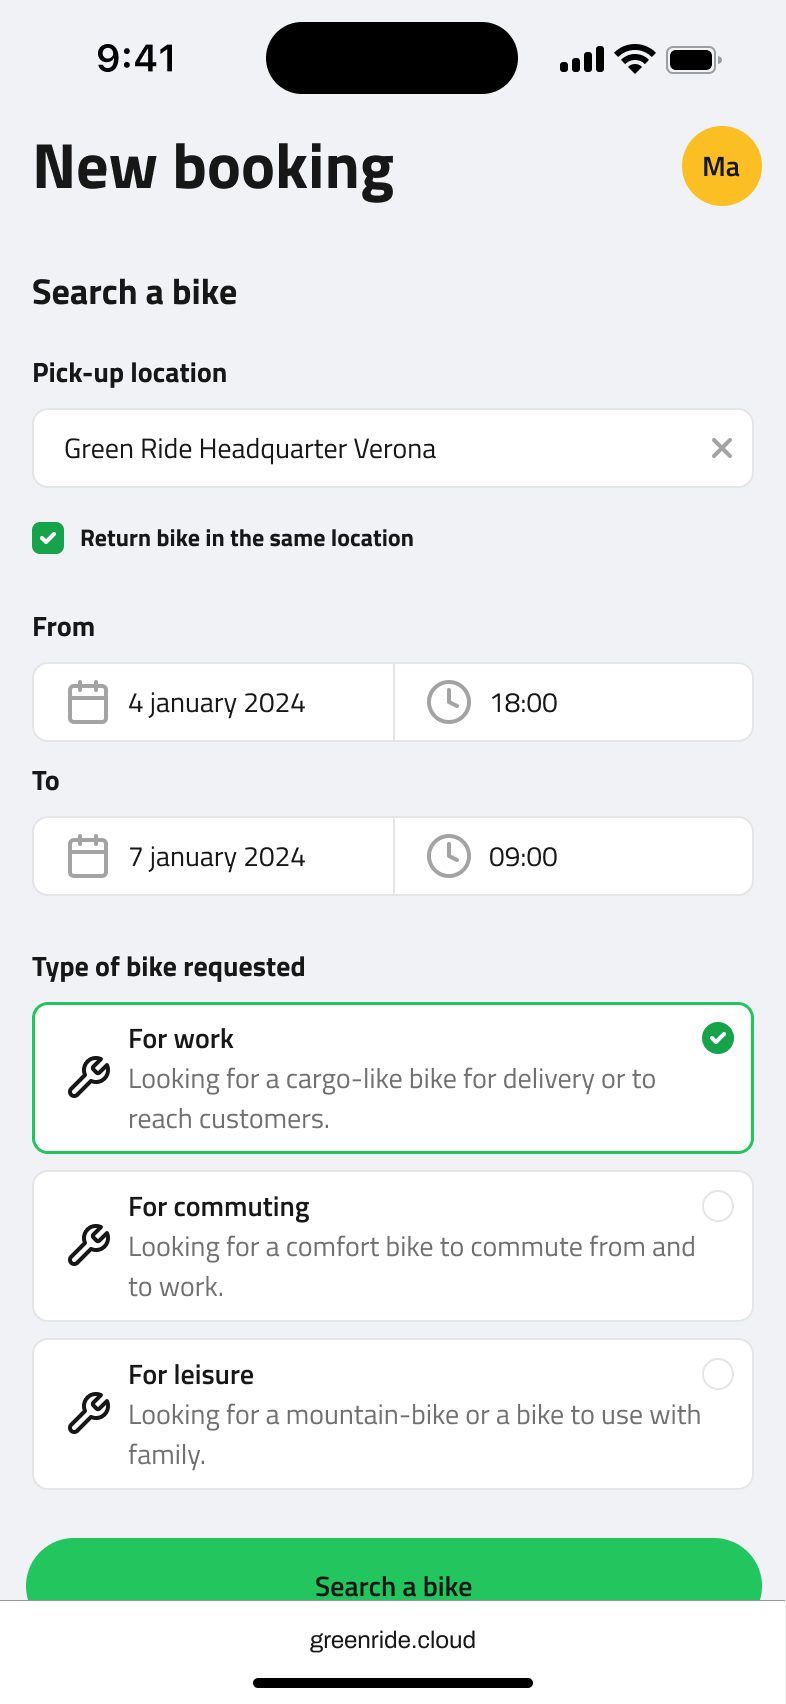 9:41
New booking
Ma
Search a bike
Pick-up location
Green Ride Headquarter Verona
Return bike in the same location
From
4 january 2024
18:00
To
7 january 2024
09:00
Type of bike requested
For work
Looking for a cargo-like bike for delivery or to
reach customers.
For commuting
Looking for a comfort bike to commute from and
to work.
For leisure
Looking for a mountain-bike or a bike to use with
family.
Search a bike
greenride.cloud